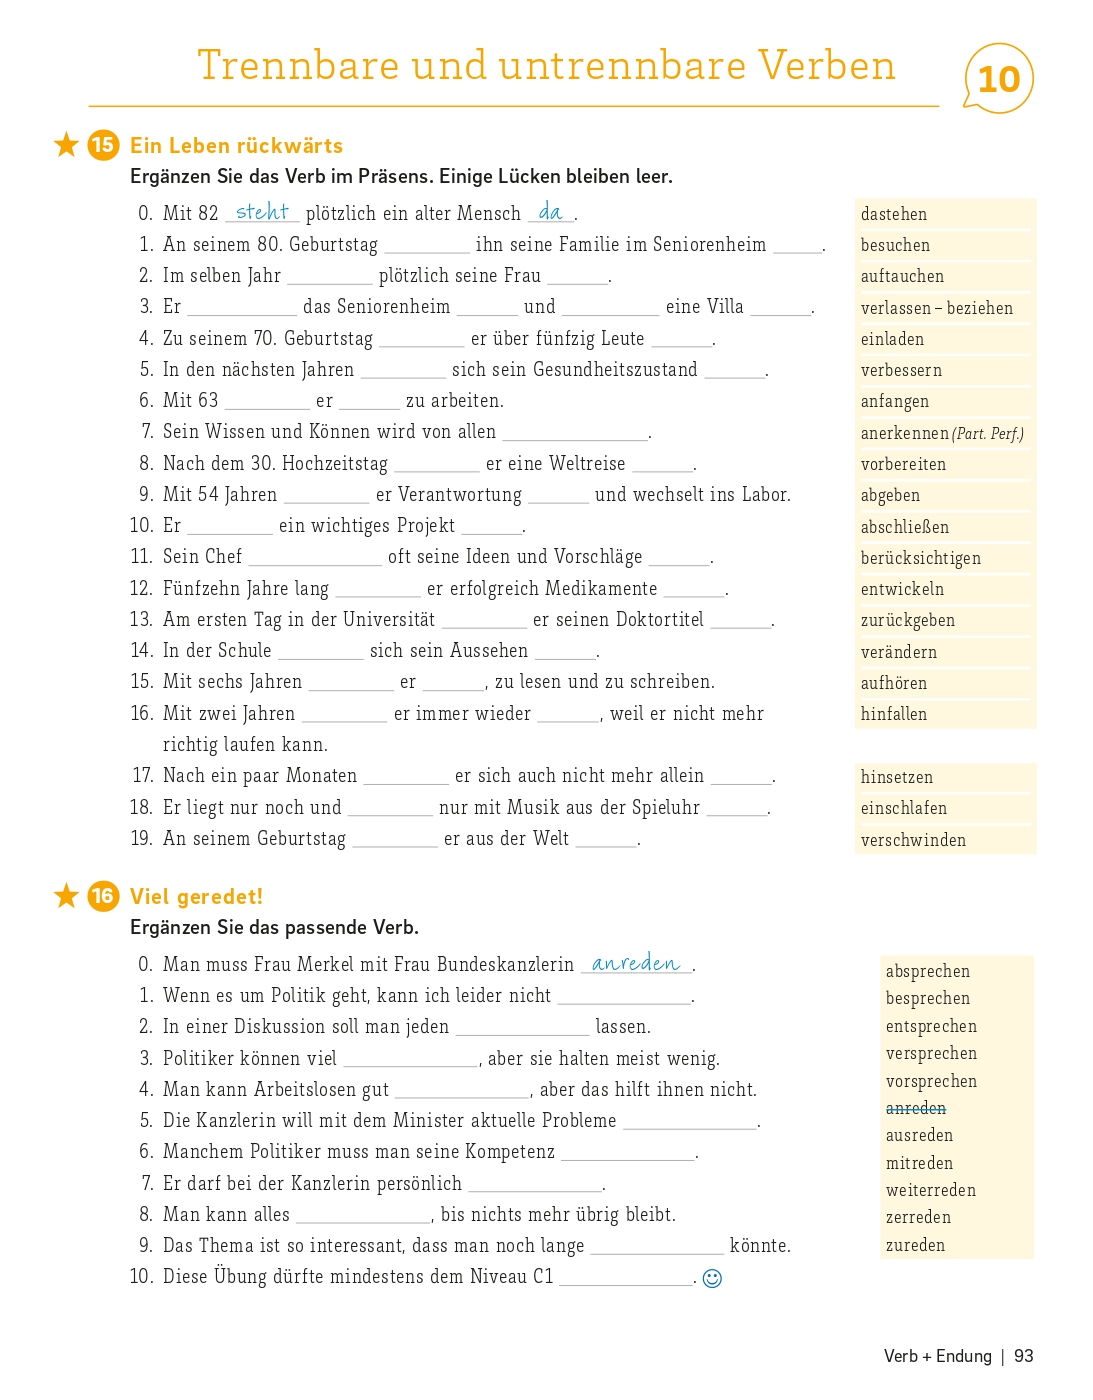 Trennbare und untrennbare Verben
10
15 Ein Leben rückwärts
Ergänzen Sie das Verb im Präsens. Einige Lücken bleiben leer.
0. Mit 82 steht plötzlich ein alter Mensch da. dastehen
1. An seinem 80. Geburtstag ________ ihn seine Familie im Seniorenheim _____. besuchen
2. Im selben Jahr ________ plötzlich seine Frau ______. auftauchen
3. Er __________ das Seniorenheim ______ und _________ eine Villa ______. verlassen – beziehen
4. Zu seinem 70. Geburtstag ________ er über fünfzig Leute ______. einladen
5. In den nächsten Jahren ________ sich sein Gesundheitszustand ______. verbessern
6. Mit 63 ________ er ______ zu arbeiten. anfangen
7. Sein Wissen und Können wird von allen ______________. anerkennen (Part. Perf.)
8. Nach dem 30. Hochzeitstag ________ er eine Weltreise ______. vorbereiten
9. Mit 54 Jahren ________ er Verantwortung ______ und wechselt ins Labor. abgeben
10. Er ________ ein wichtiges Projekt ______. abschließen
11. Sein Chef _____________ oft seine Ideen und Vorschläge ______. berücksichtigen
12. Fünfzehn Jahre lang ________ er erfolgreich Medikamente ______. entwickeln
13. Am ersten Tag in der Universität ________ er seinen Doktortitel ______. zurückgeben
14. In der Schule ________ sich sein Aussehen ______. verändern
15. Mit sechs Jahren ________ er ______, zu lesen und zu schreiben. aufhören
16. Mit zwei Jahren ________ er immer wieder ______, weil er nicht mehr hinfallen
richtig laufen kann.
17. Nach ein paar Monaten ________ er sich auch nicht mehr allein ______. hinsetzen
18. Er liegt nur noch und ________ nur mit Musik aus der Spieluhr ______. einschlafen
19. An seinem Geburtstag ________ er aus der Welt ______. verschwinden
16 Viel geredet!
Ergänzen Sie das passende Verb.
0. Man muss Frau Merkel mit Frau Bundeskanzlerin anreden.
1. Wenn es um Politik geht, kann ich leider nicht _____________.
2. In einer Diskussion soll man jeden _____________ lassen.
3. Politiker können viel _____________, aber sie halten meist wenig.
4. Man kann Arbeitslosen gut _____________, aber das hilft ihnen nicht.
5. Die Kanzlerin will mit dem Minister aktuelle Probleme _____________.
6. Manchem Politiker muss man seine Kompetenz _____________.
7. Er darf bei der Kanzlerin persönlich _____________.
8. Man kann alles _____________, bis nichts mehr übrig bleibt.
9. Das Thema ist so interessant, dass man noch lange _____________ könnte.
10. Diese Übung dürfte mindestens dem Niveau C1 _____________.
absprechen
besprechen
entsprechen
versprechen
vorsprechen
anreden
ausreden
mitreden
weiterreden
zerreden
zureden
Verb + Endung | 93